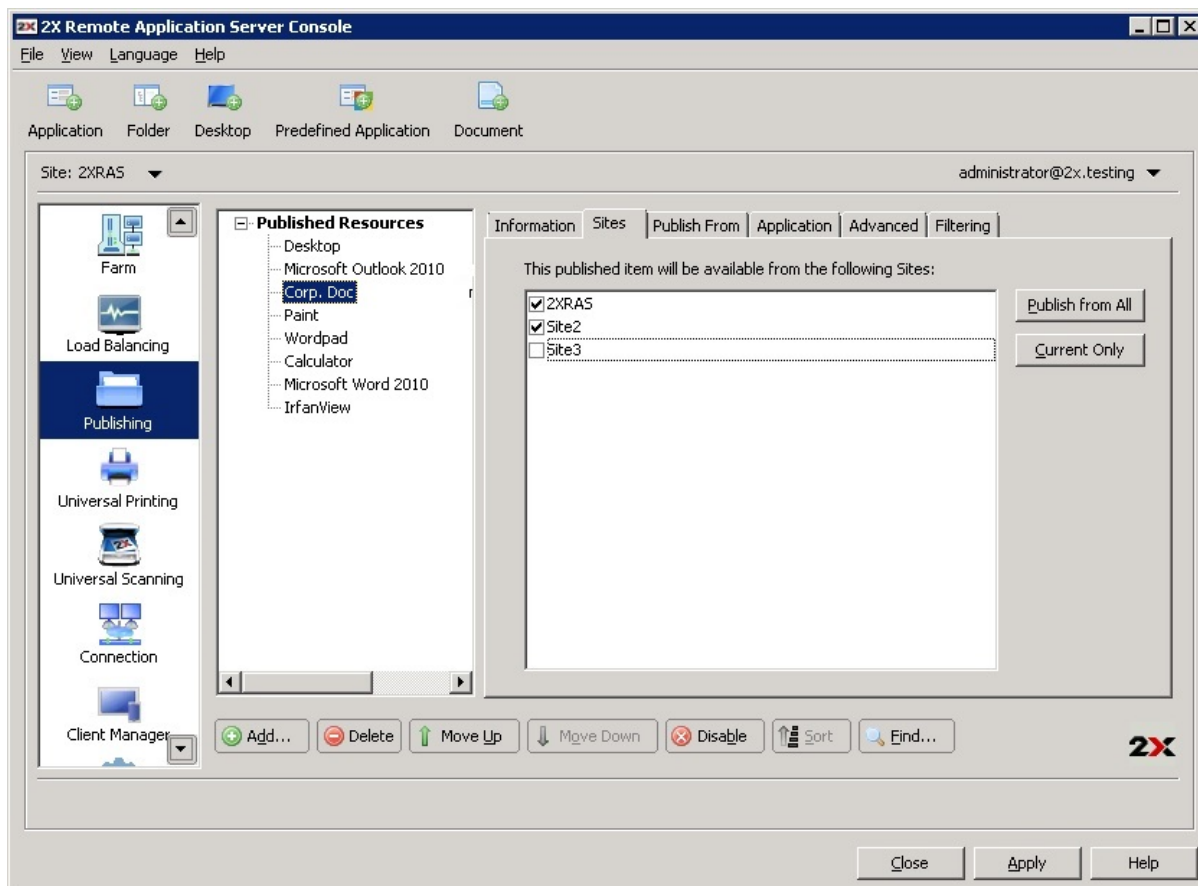 2X 2X Remote Application Server Console
File View Language Help
Application Folder Desktop Predefined Application Document
Site: 2XRAS administrator@2x.testing
Farm
Load Balancing
Publishing
Universal Printing
Universal Scanning
2X
Connection
Client Manager
Published Resources
Desktop
Microsoft Outlook 2010
Corp. Doc r
Paint
Wordpad
Calculator
Microsoft Word 2010
IrfanView
Information Sites Publish From Application Advanced Filtering
This published item will be available from the following Sites:
2XRAS
Site2
Site3
Publish from All
Current Only
Add... Delete Move Up Move Down Disable Sort Find...
2X
Close Apply Help